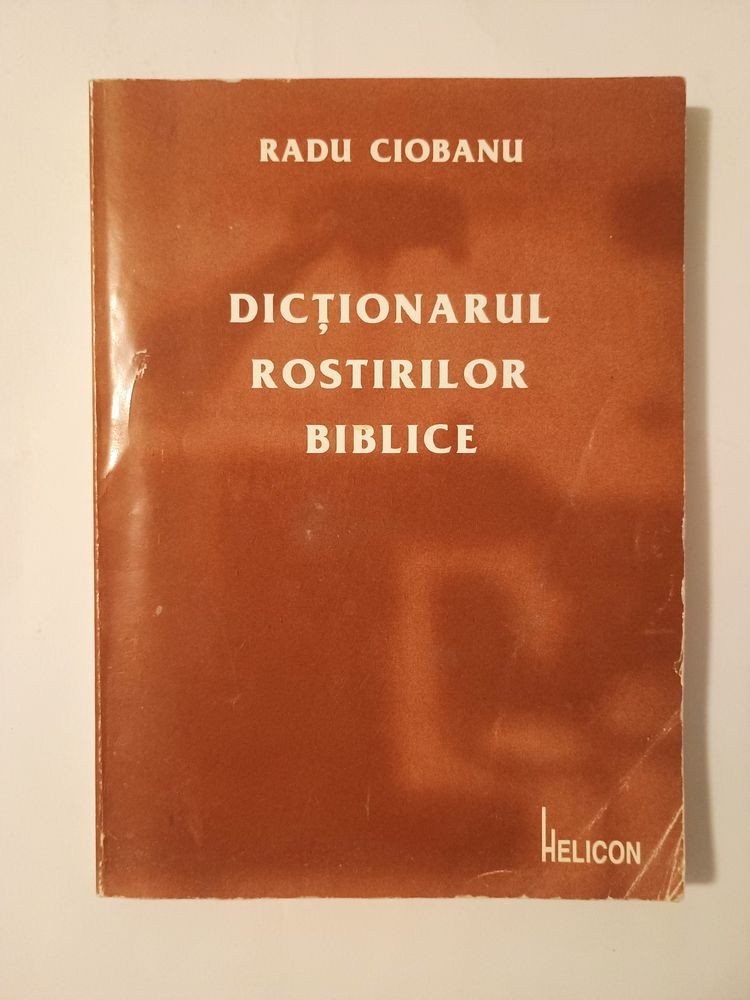 RADU CIOBANU
DICȚIONARUL
ROSTIRILOR
BIBLICE
HELICON